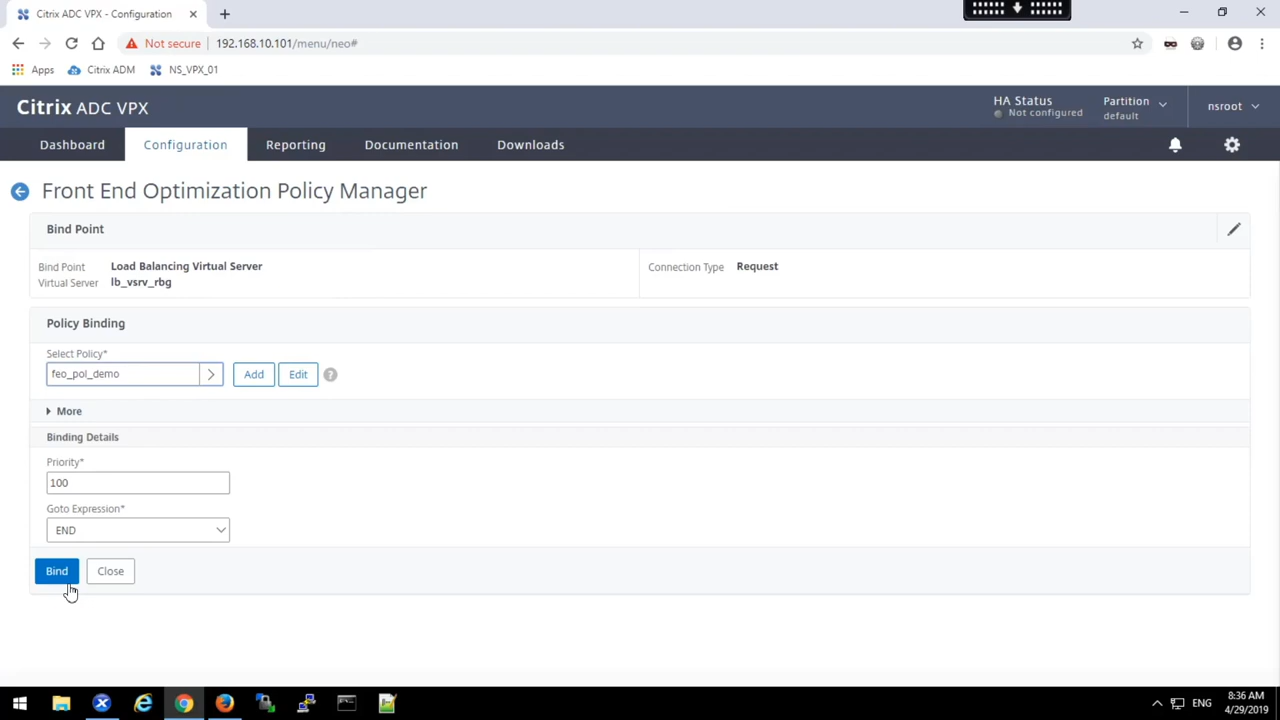 Citrix ADC VPX - Configuration
Not secure 192.168.10.101/menu/neo#
Apps Citrix ADM NS_VPX_01
Citrix ADC VPX
HA Status
Not configured
Partition
default
nsroot
Dashboard Configuration Reporting Documentation Downloads
Front End Optimization Policy Manager
Bind Point
Bind Point Load Balancing Virtual Server
Virtual Server lb_vsrv_rbg
Connection Type Request
Policy Binding
Select Policy*
feo_pol_demo
Add Edit ?
More
Binding Details
Priority*
100
Goto Expression*
END
Bind Close
ENG
8:36 AM
4/29/2019